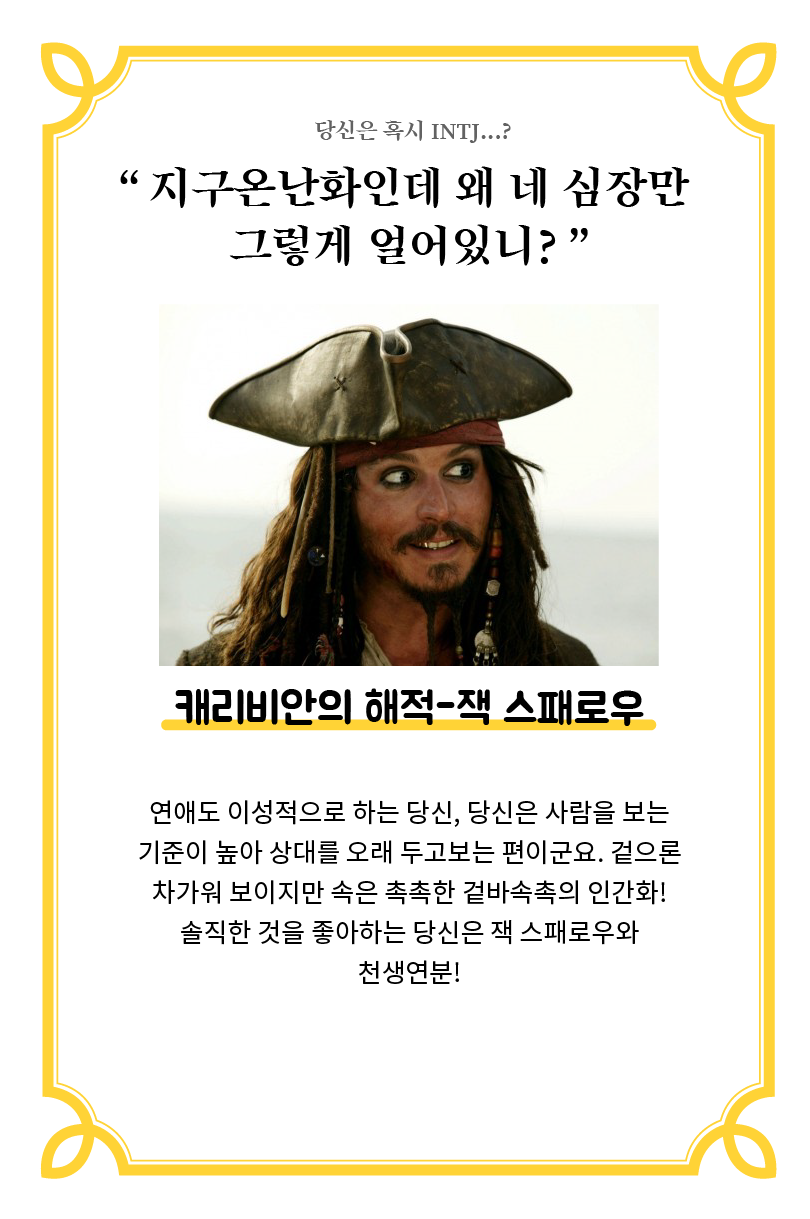 당신은 혹시 INTJ...?
“ 지구온난화인데 왜 네 심장만
그렇게 얼어있니? ”
캐리비안의 해적-잭 스패로우
연애도 이성적으로 하는 당신, 당신은 사람을 보는
기준이 높아 상대를 오래 두고보는 편이군요. 겉으론
차가워 보이지만 속은 촉촉한 겉바속촉의 인간화!
솔직한 것을 좋아하는 당신은 잭 스패로우와
천생연분!